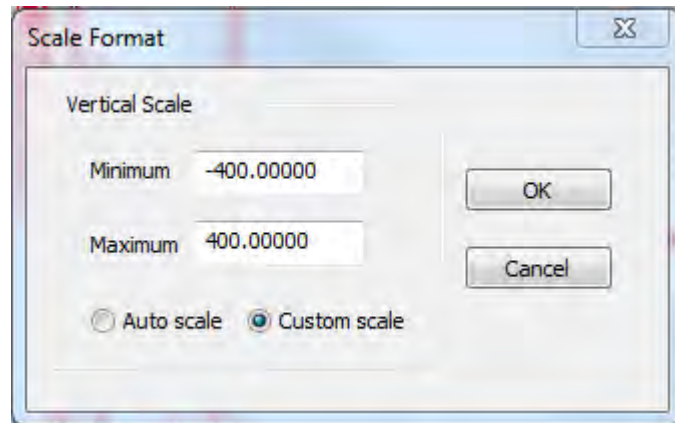 Scale Format
Vertical Scale
Minimum -400.00000
OK
Maximum 400.00000
Cancel
Auto scale Custom scale